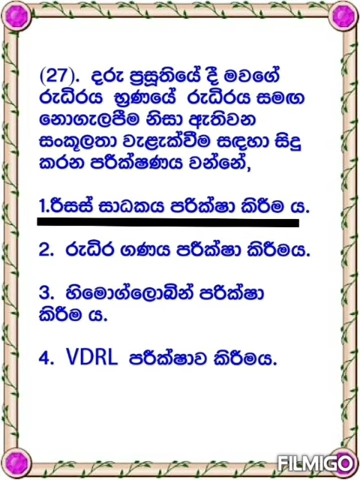 (27). දරු ප්‍රසූතියේ දී මවගේ
රුධිරය භ්‍රණයේ රුධිරය සමඟ
නොගැලපීම නිසා ඇතිවන
සංකූලතා වැළැක්වීම සඳහා සිදු
කරන පරීක්ෂණය වන්නේ,
1.රීසස් සාධකය පරික්ෂා කිරීම ය.
2. රුධිර ගණය පරීක්ෂා කිරීමය.
3. හිමොග්ලොබින් පරික්ෂා
කිරීම ය.
4. VDRL පරීක්ෂාව කිරීමය.
FILMIGO